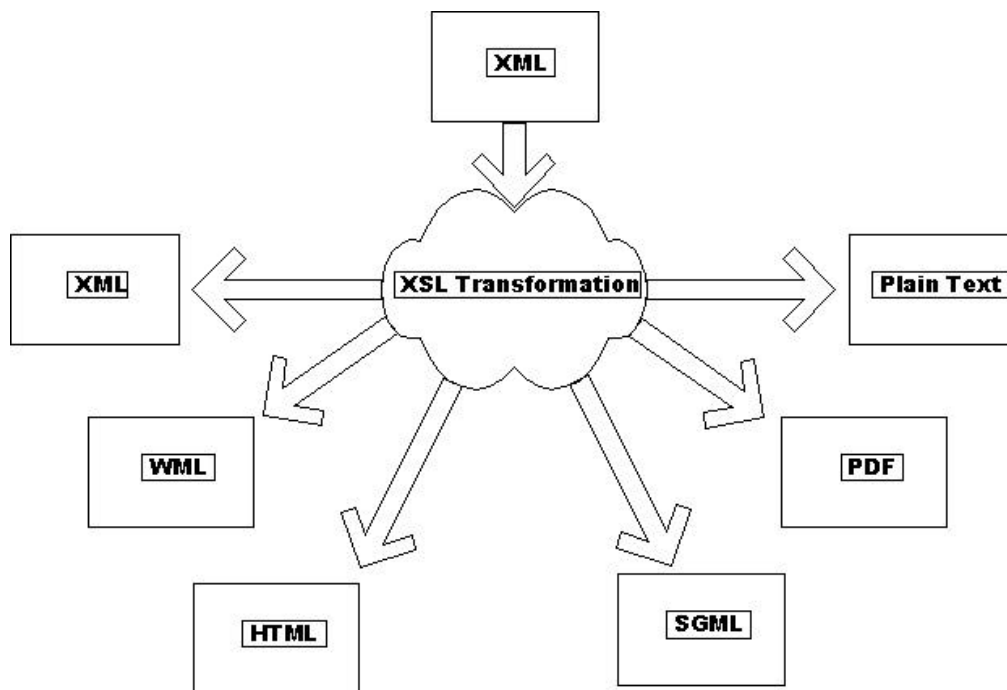 XML
XML
XSL Transformation
Plain Text
WML
PDF
HTML
SGML